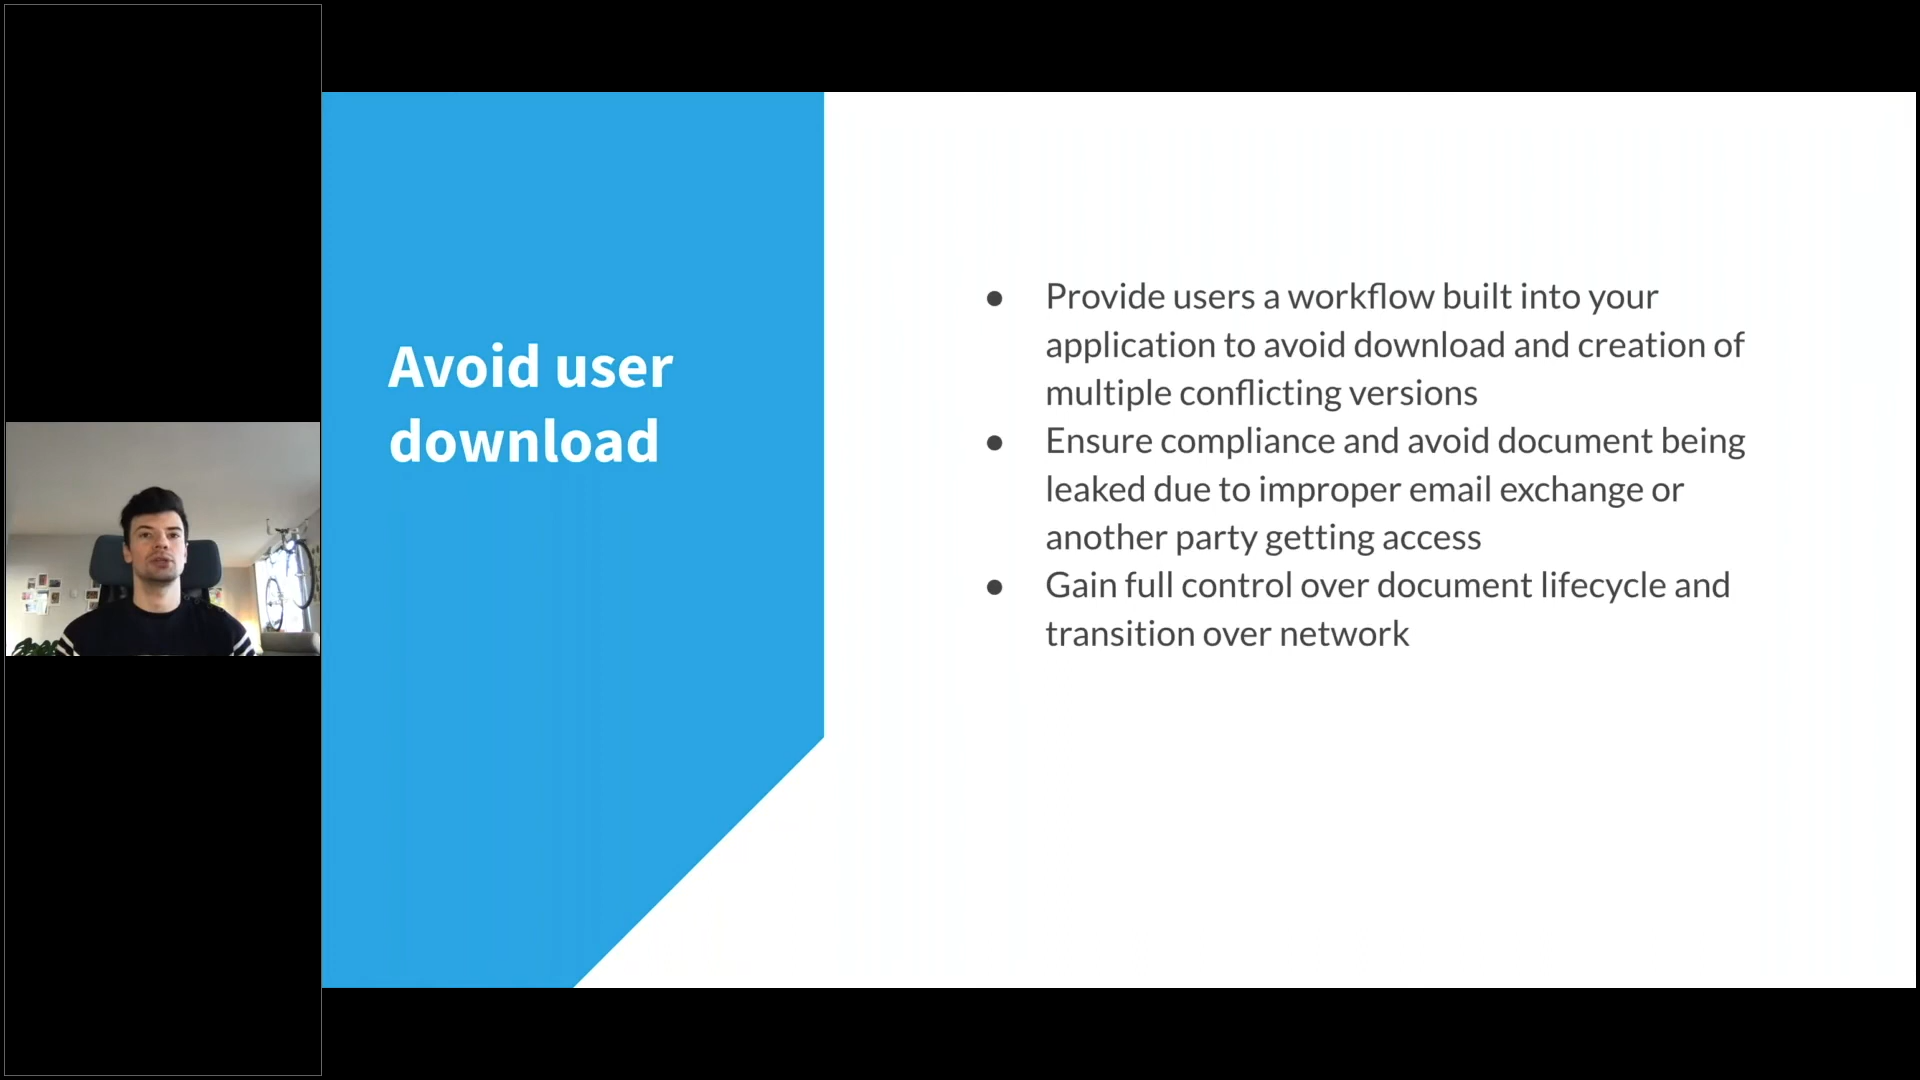 Avoid user
download
● Provide users a workflow built into your
application to avoid download and creation of
multiple conflicting versions
● Ensure compliance and avoid document being
leaked due to improper email exchange or
another party getting access
● Gain full control over document lifecycle and
transition over network